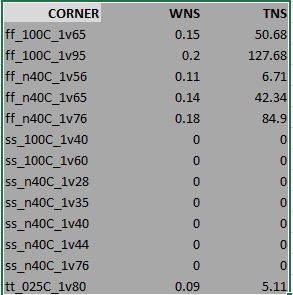 CORNER WNS TNS
ff_100C_1v65 0.15 50.68
ff_100C_1v95 0.2 127.68
ff_n40C_1v56 0.11 6.71
ff_n40C_1v65 0.14 42.34
ff_n40C_1v76 0.18 84.9
ss_100C_1v40 0 0
ss_100C_1v60 0 0
ss_n40C_1v28 0 0
ss_n40C_1v35 0 0
ss_n40C_1v40 0 0
ss_n40C_1v44 0 0
ss_n40C_1v76 0 0
tt_025C_1v80 0.09 5.11